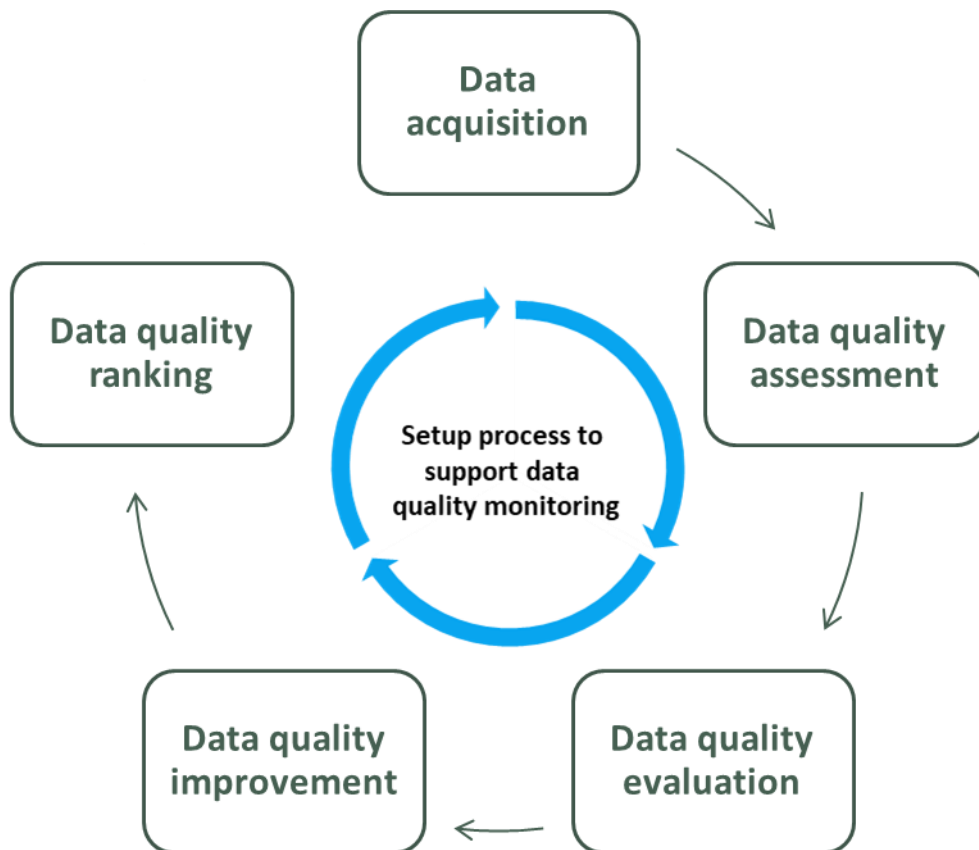 Data
acquisition
Data quality
assessment
Data quality
evaluation
Data quality
improvement
Data quality
ranking
Setup process to
support data
quality monitoring